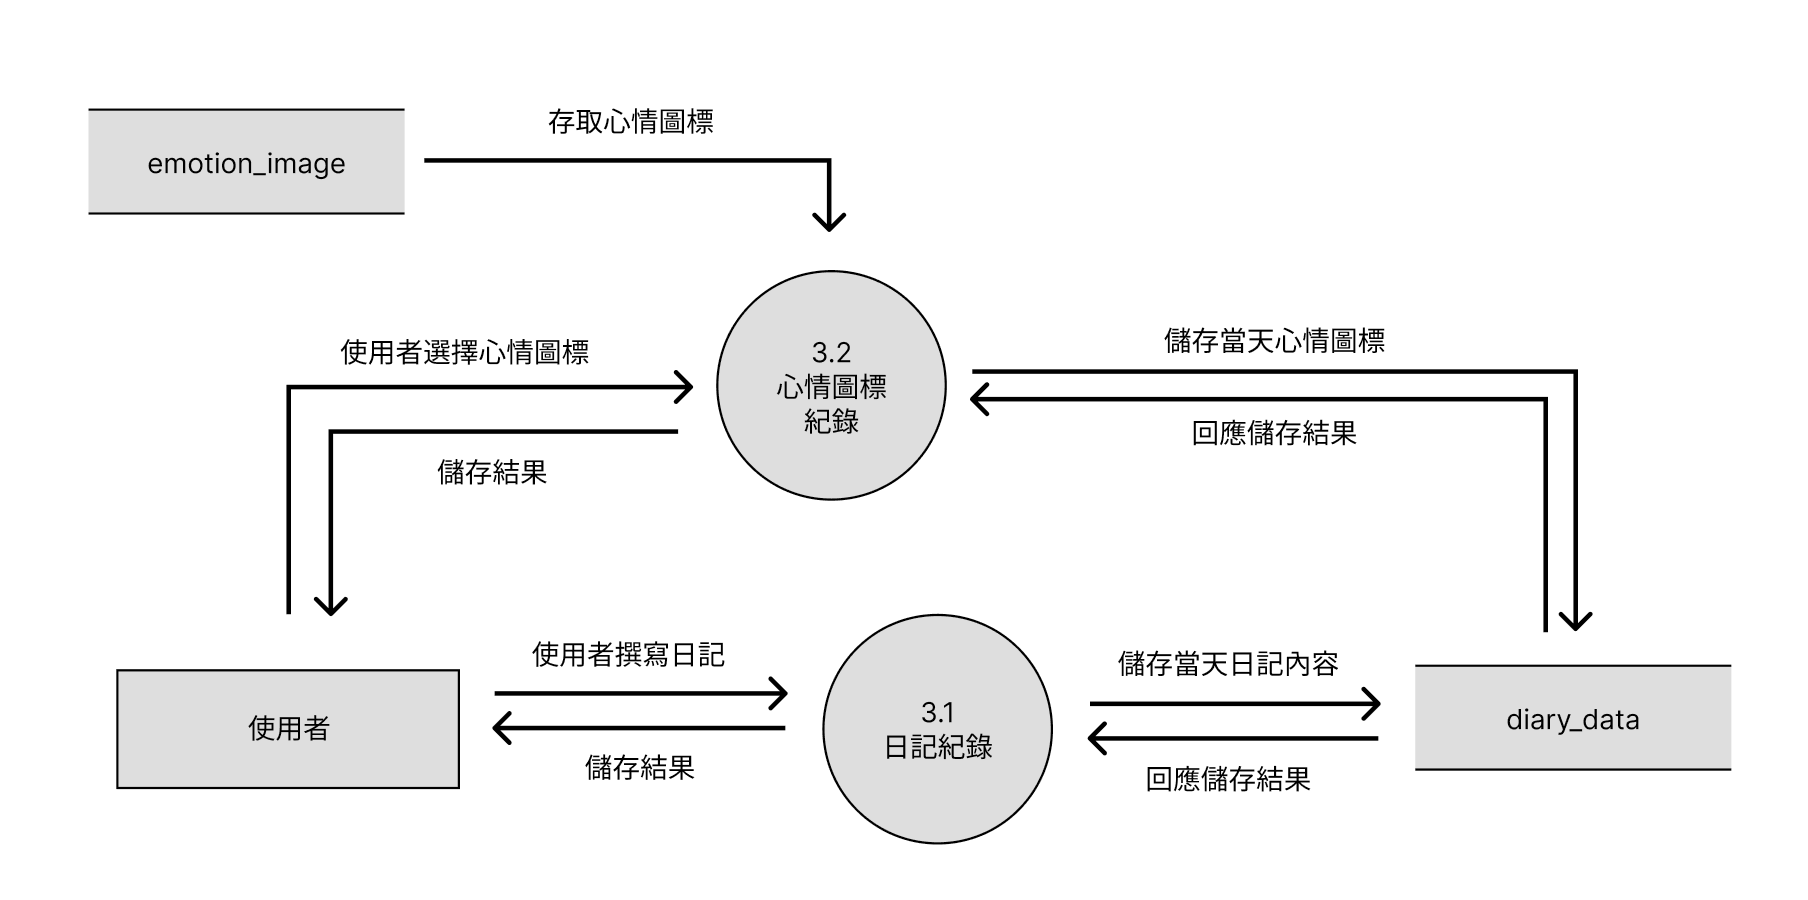 存取心情圖標
emotion_image
使用者選擇心情圖標
3.2
心情圖標
紀錄
儲存當天心情圖標
回應儲存結果
儲存結果
使用者撰寫日記
儲存當天日記內容
使用者
3.1
日記紀錄
diary_data
儲存結果
回應儲存結果